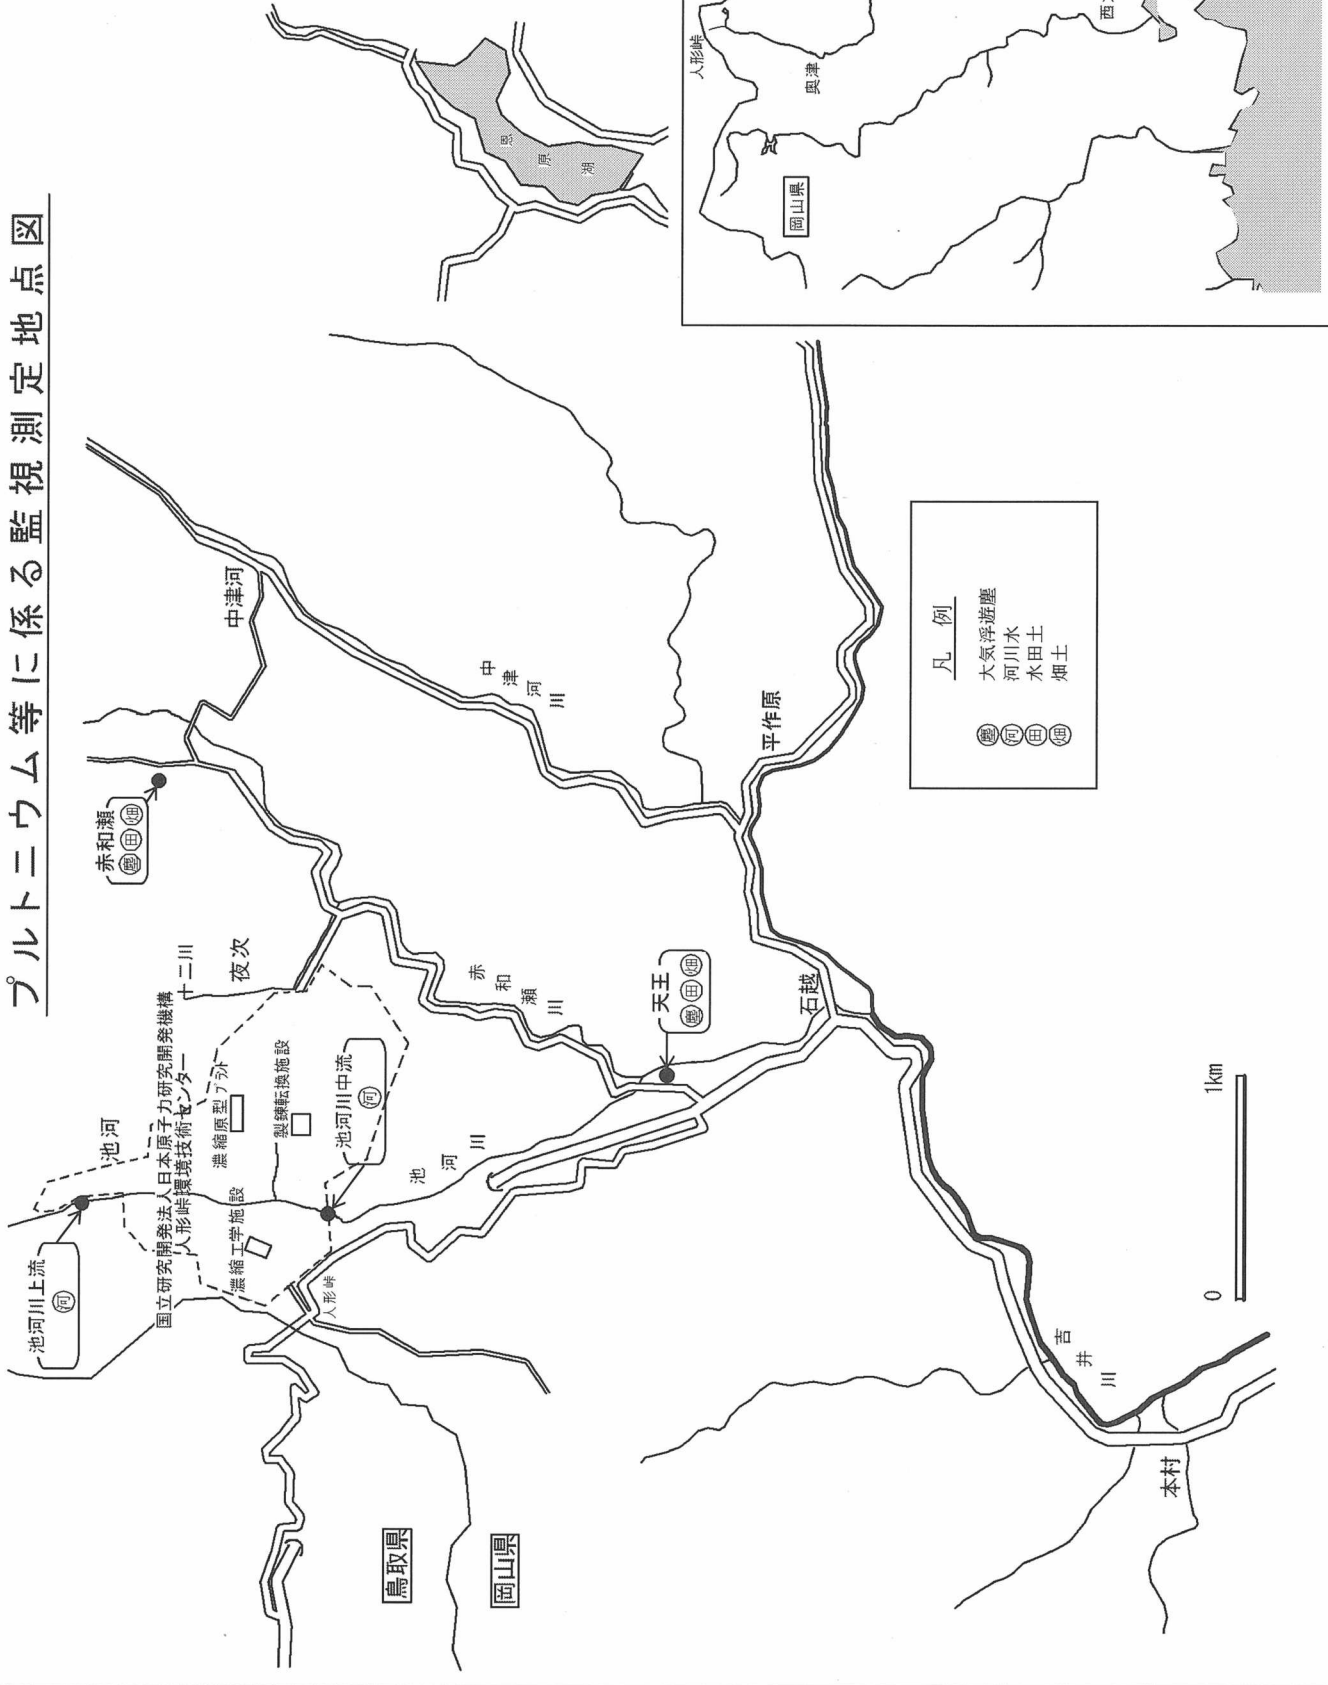 プルトニウム等に係る監視測定地点図
池河川上流
河
池河
国立研究開発法人日本原子力研究開発機構
人形峠環境技術センター
十二川
夜次
赤和瀬
塵 田 畑
中津河
濃縮工学施設
濃縮原型プラント
製錬転換施設
池河川中流
河
人形峠
池河川
赤和瀬川
中津河川
恩原湖
天王
塵 田 畑
石越
平作原
鳥取県
岡山県
吉井川
本村
0
1km
凡例
塵 大気浮遊塵
河 河川水
田 水田土
畑 畑土
人形峠
奥津
岡山県